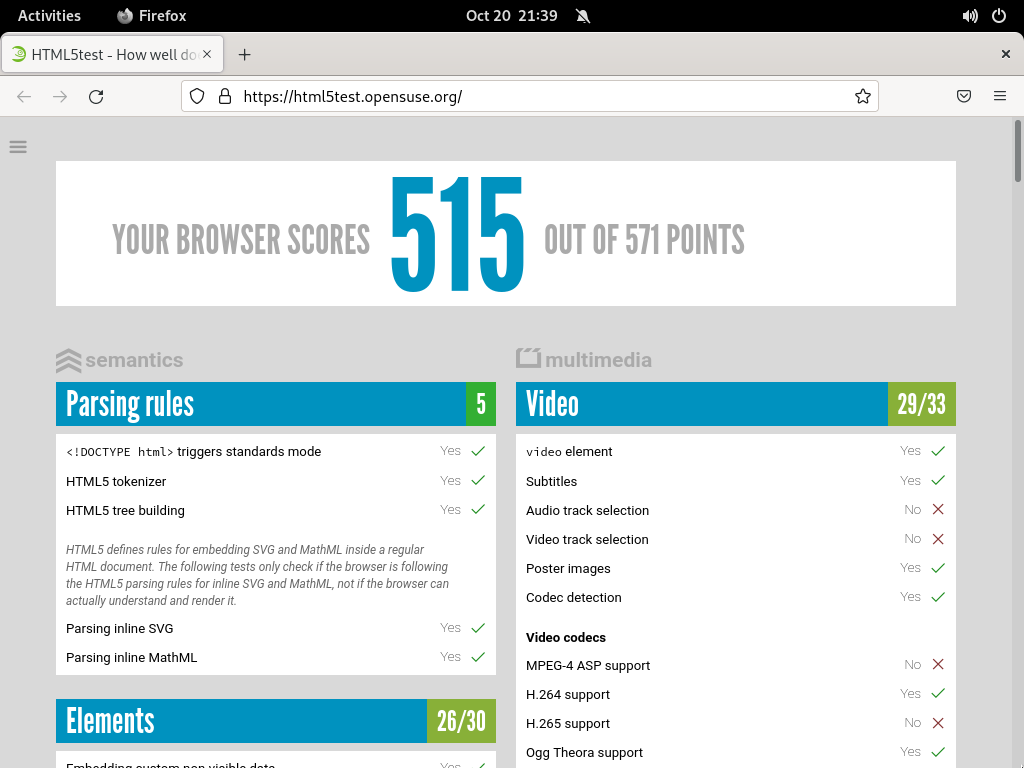 Activities Firefox Oct 20 21:39
HTML5test - How well do
https://html5test.opensuse.org/
YOUR BROWSER SCORES 515 OUT OF 571 POINTS
semantics
Parsing rules 5
<!DOCTYPE html> triggers standards mode Yes
HTML5 tokenizer Yes
HTML5 tree building Yes
HTML5 defines rules for embedding SVG and MathML inside a regular
HTML document. The following tests only check if the browser is following
the HTML5 parsing rules for inline SVG and MathML, not if the browser can
actually understand and render it.
Parsing inline SVG Yes
Parsing inline MathML Yes
Elements 26/30
Embedding custom non-visible data Yes
multimedia
Video 29/33
video element Yes
Subtitles Yes
Audio track selection No
Video track selection No
Poster images Yes
Codec detection Yes
Video codecs
MPEG-4 ASP support No
H.264 support Yes
H.265 support No
Ogg Theora support Yes